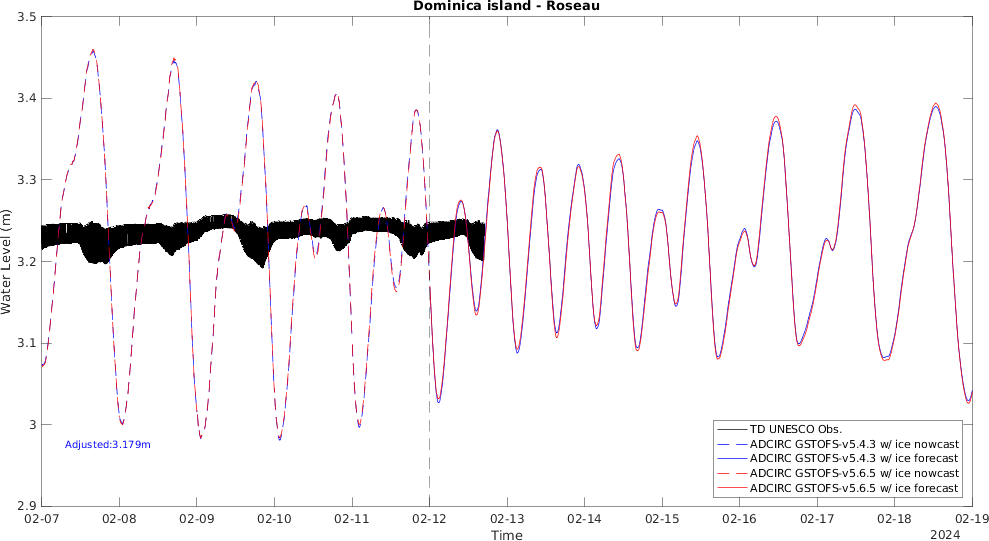 Dominica island - Roseau
3.5
3.4
3.3
3.2
3.1
3
2.9
Water Level (m)
Adjusted:3.179m
TD UNESCO Obs.
ADCIRC GSTOFS-v5.4.3 w/ ice nowcast
ADCIRC GSTOFS-v5.4.3 w/ ice forecast
ADCIRC GSTOFS-v5.6.5 w/ ice nowcast
ADCIRC GSTOFS-v5.6.5 w/ ice forecast
02-07 02-08 02-09 02-10 02-11 02-12 02-13 02-14 02-15 02-16 02-17 02-18 02-19
Time
2024